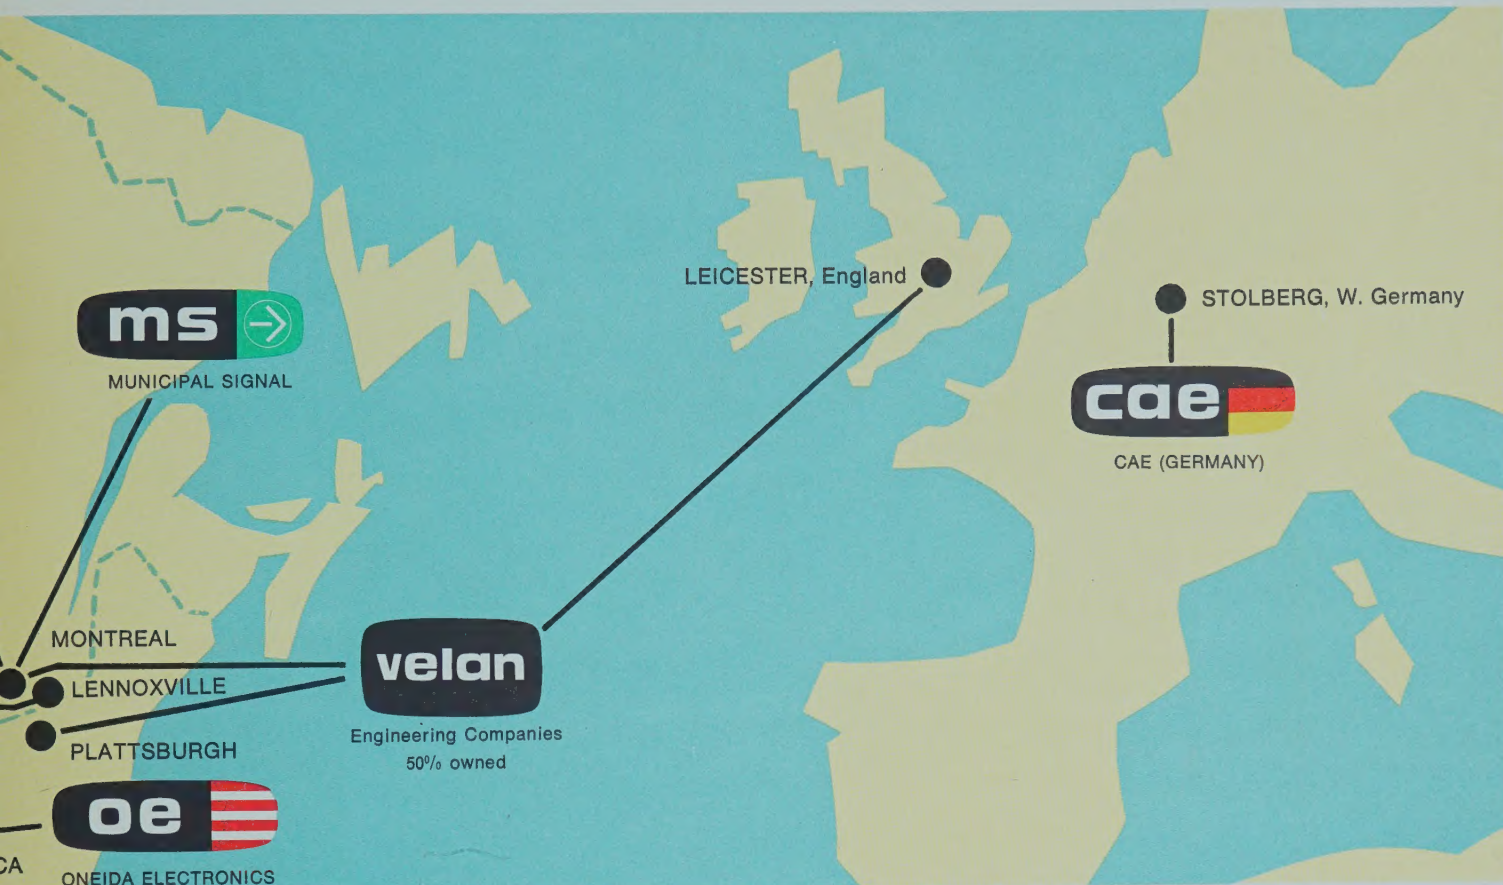 LEICESTER, England
STOLBERG, W. Germany
ms
MUNICIPAL SIGNAL
cae
CAE (GERMANY)
MONTREAL
LENNOXVILLE
PLATTSBURGH
velan
Engineering Companies
50% owned
oe
CA
ONEIDA ELECTRONICS